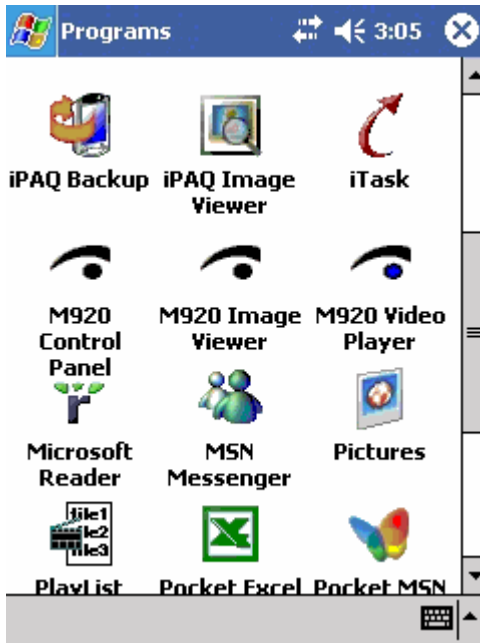 Programs 3:05
iPAQ Backup iPAQ Image Viewer iTask
M920 Control Panel M920 Image Viewer M920 Video Player
Microsoft Reader MSN Messenger Pictures
file1
file2
file3
PlayList Pocket Excel Pocket MSN